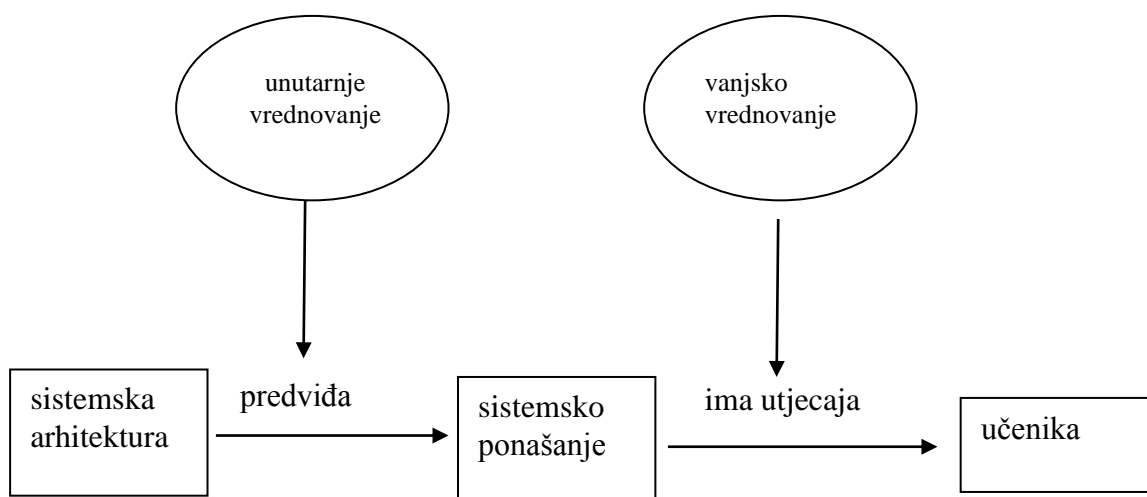 unutarnje
vrednovanje
vanjsko
vrednovanje
sistemska
arhitektura
predviđa
sistemsko
ponašanje
ima utjecaja
učenika